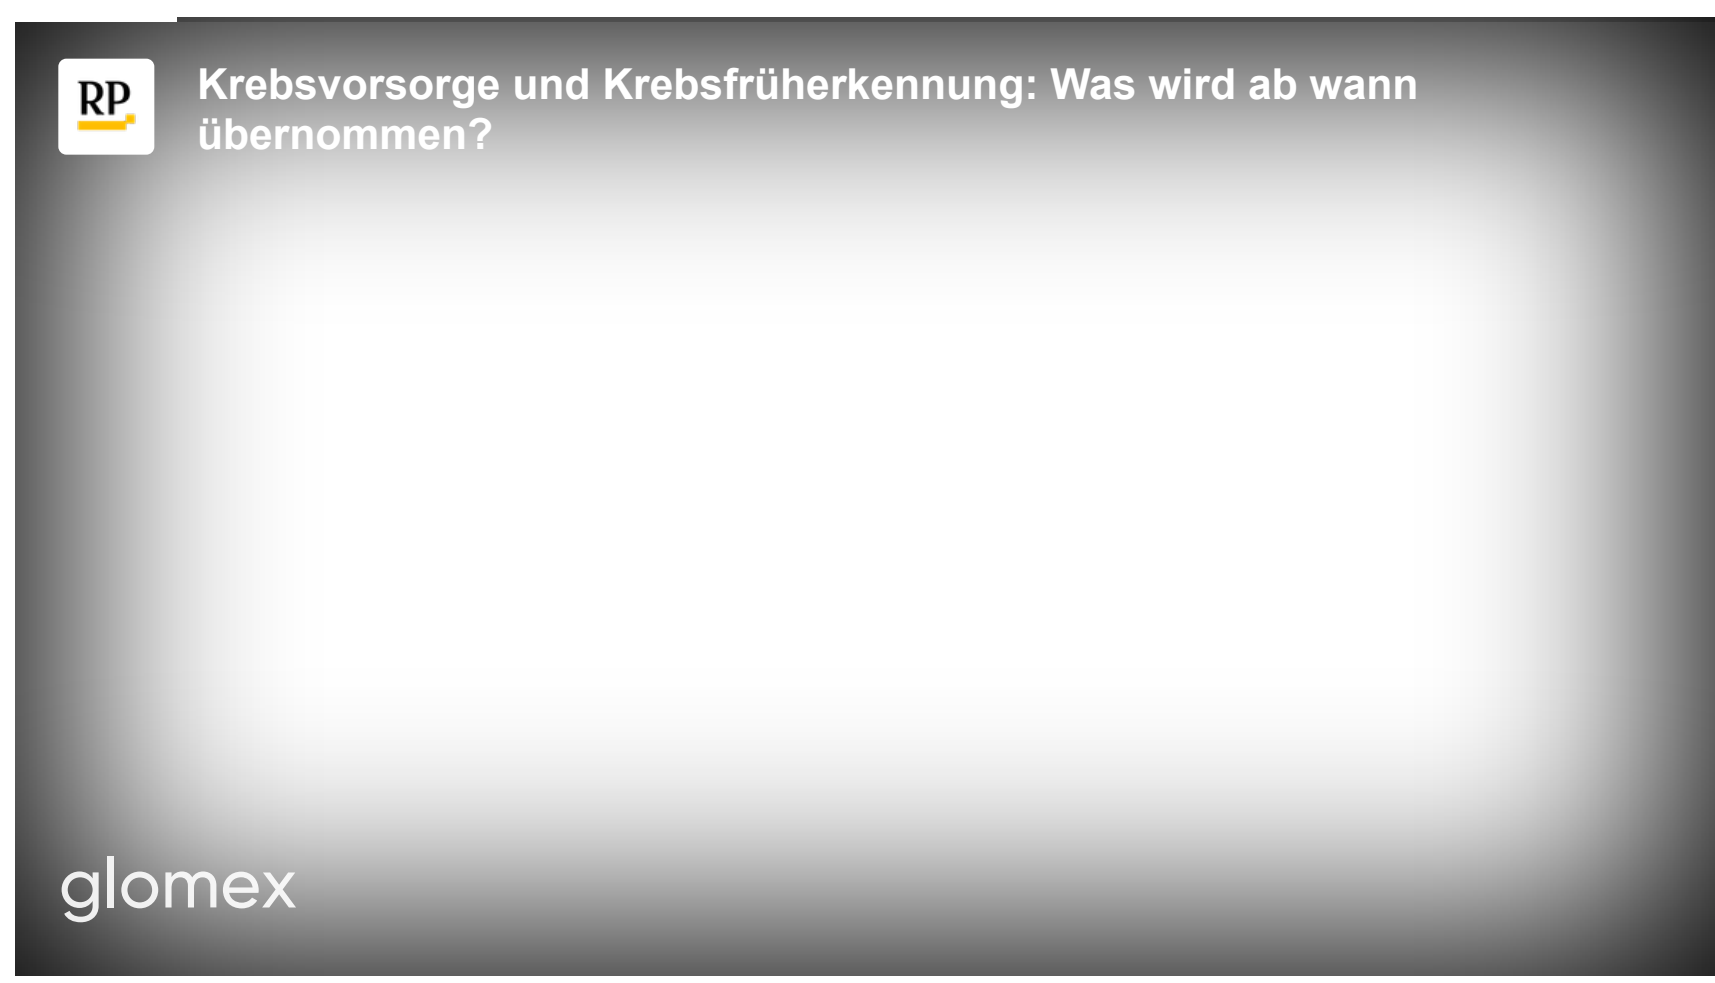 RP
Krebsvorsorge und Krebsfrüherkennung: Was wird ab wann
übernommen?
glomex